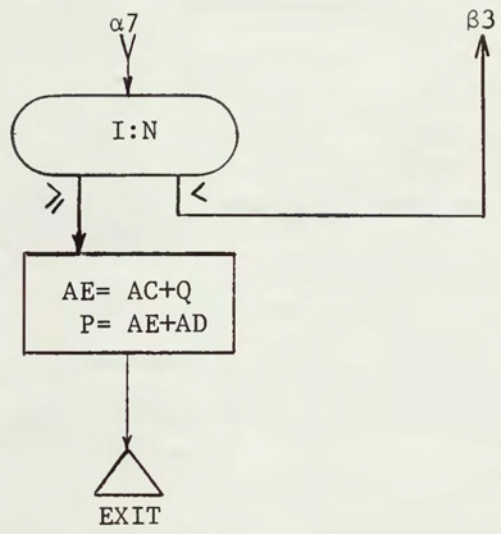 α7
β3
I:N
⩾
<
AE= AC+Q
P= AE+AD
EXIT